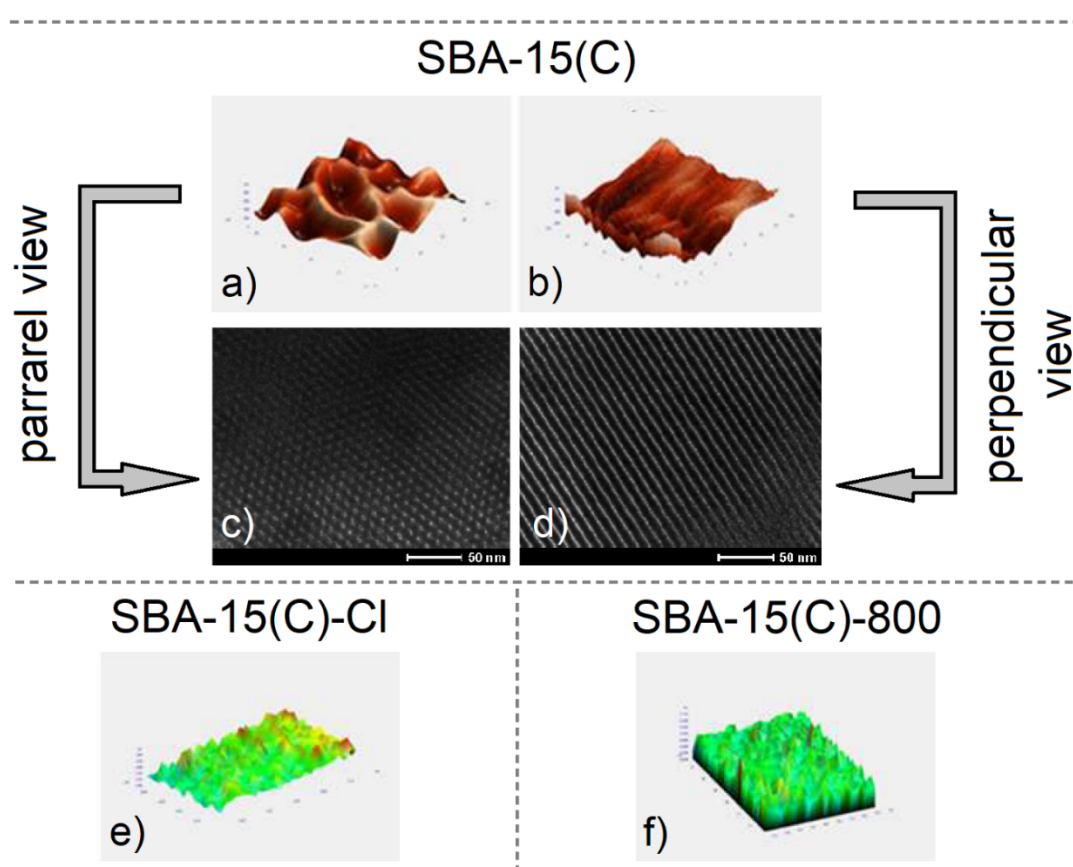 SBA-15(C)
parrarel view
a)
b)
perpendicular
view
c)
50 nm
d)
50 nm
SBA-15(C)-Cl
SBA-15(C)-800
e)
f)